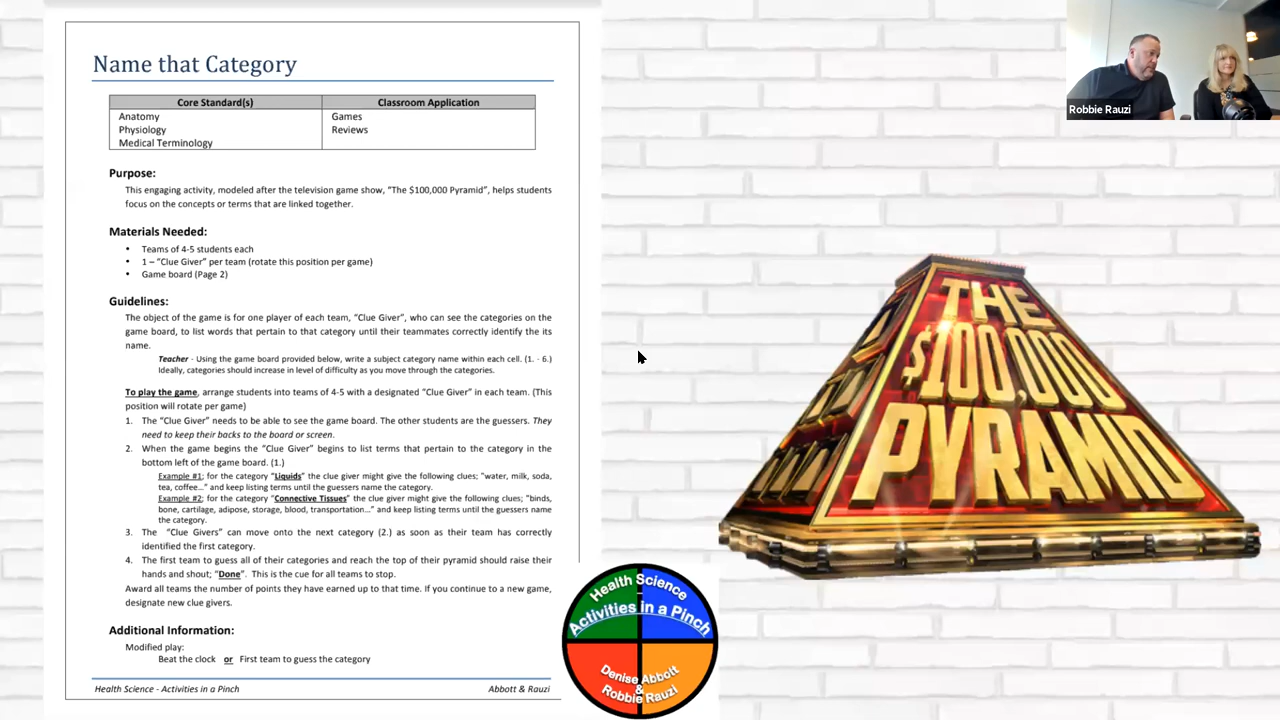 Name that Category
Core Standard(s) Classroom Application
Anatomy Games
Physiology Reviews
Medical Terminology
Purpose:
This engaging activity, modeled after the television game show, “The $100,000 Pyramid”, helps students
focus on the concepts or terms that are linked together.
Materials Needed:
• Teams of 4-5 students each
• 1 – “Clue Giver” per team (rotate this position per game)
• Game board (Page 2)
Guidelines:
The object of the game is for one player of each team, “Clue Giver”, who can see the categories on the
game board, to list words that pertain to that category until their teammates correctly identify the its
name.
Teacher - Using the game board provided below, write a subject category name within each cell. (1. - 6.)
Ideally, categories should increase in level of difficulty as you move through the categories.
To play the game, arrange students into teams of 4-5 with a designated “Clue Giver” in each team. (This
position will rotate per game)
1. The “Clue Giver” needs to be able to see the game board. The other students are the guessers. They
need to keep their backs to the board or screen.
2. When the game begins the “Clue Giver” begins to list terms that pertain to the category in the
bottom left of the game board. (1.)
Example #1; for the category “Liquids” the clue giver might give the following clues; “water, milk, soda,
tea, coffee…” and keep listing terms until the guessers name the category.
Example #2; for the category “Connective Tissues” the clue giver might give the following clues; “binds,
bone, cartilage, adipose, storage, blood, transportation…” and keep listing terms until the guessers name
the category.
3. The “Clue Givers” can move onto the next category (2.) as soon as their team has correctly
identified the first category.
4. The first team to guess all of their categories and reach the top of their pyramid should raise their
hands and shout; “Done”. This is the cue for all teams to stop.
Award all teams the number of points they have earned up to that time. If you continue to a new game,
designate new clue givers.
Additional Information:
Modified play:
Beat the clock or First team to guess the category
Health Science - Activities in a Pinch Abbott & Rauzi
Health Science
Activities in a Pinch
Denise Abbott
&
Robbie Rauzi
THE
$100,000
PYRAMID
Robbie Rauzi